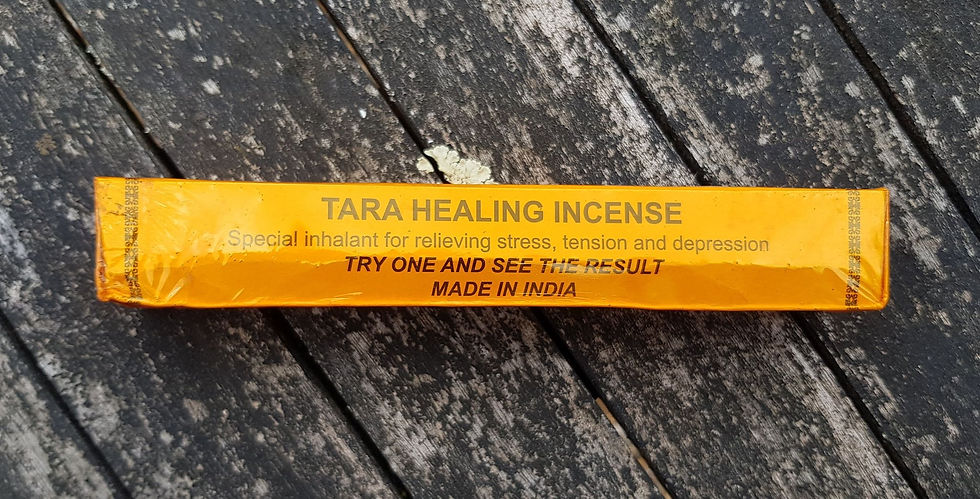 TARA HEALING INCENSE
Special inhalant for relieving stress, tension and depression
TRY ONE AND SEE THE RESULT
MADE IN INDIA